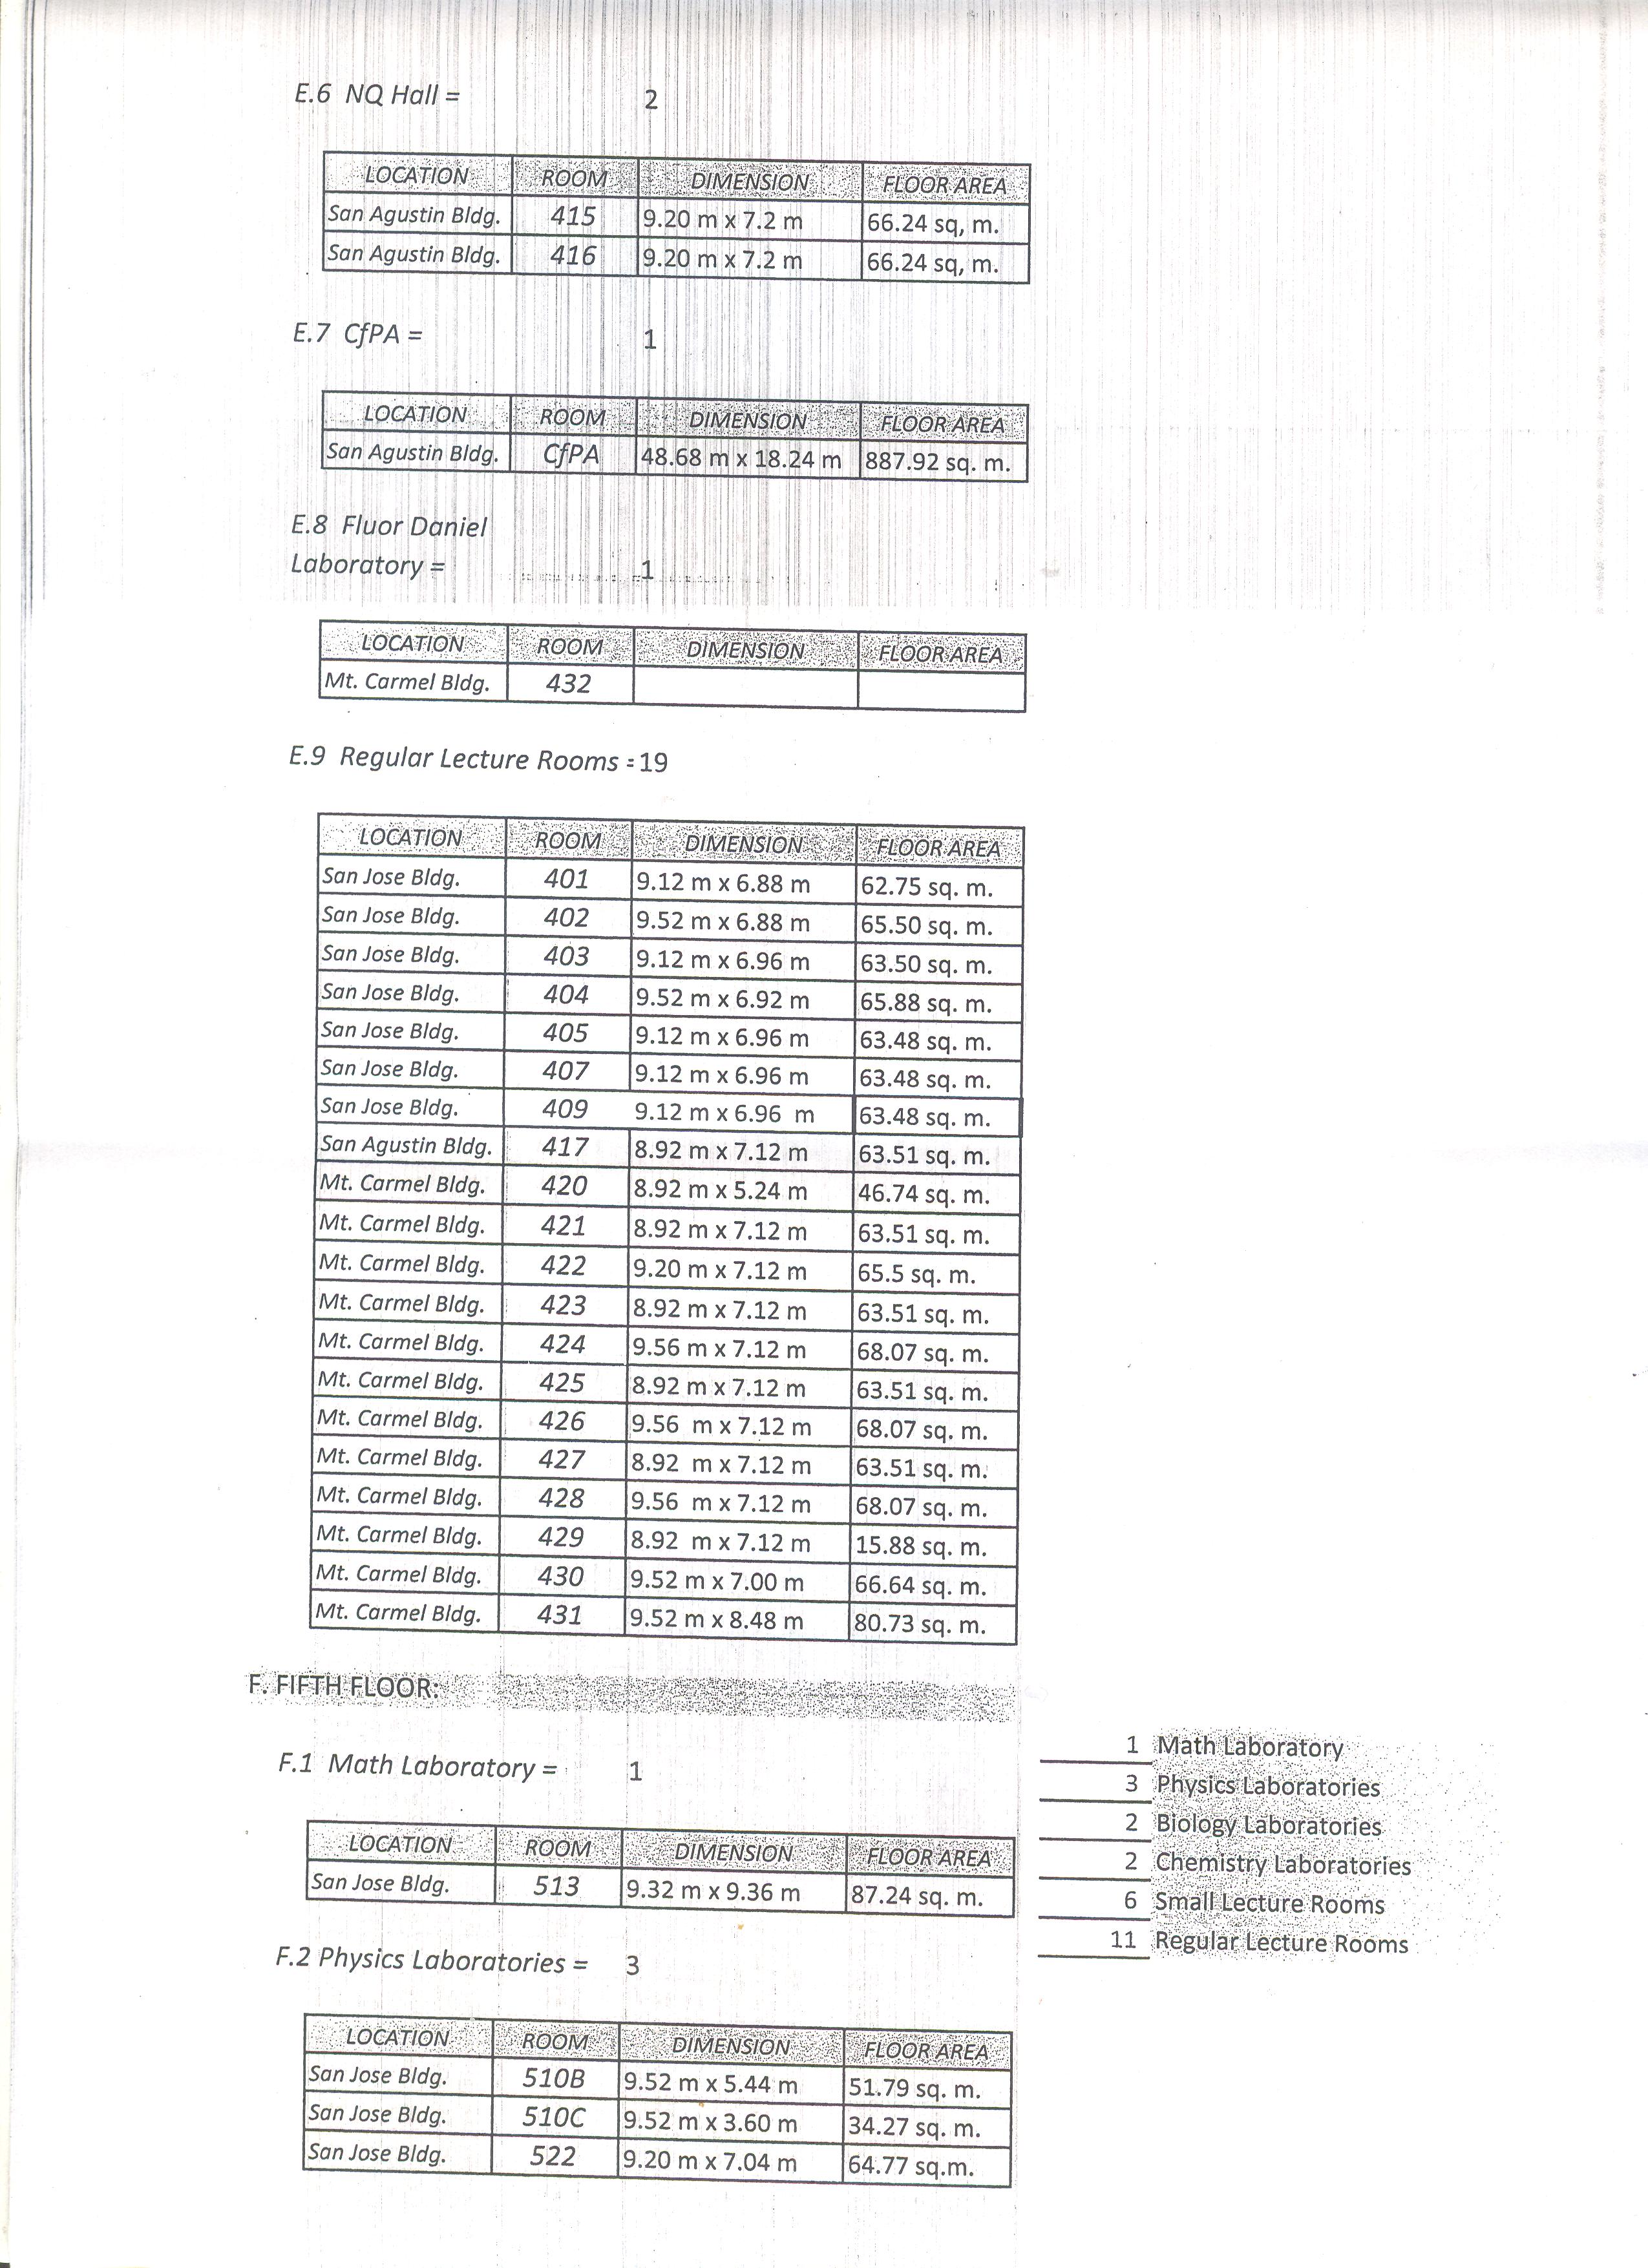 E.6 NQ Hall = 2
LOCATION ROOM DIMENSION FLOOR AREA
San Agustin Bldg. 415 9.20 m x 7.2 m 66.24 sq, m.
San Agustin Bldg. 416 9.20 m x 7.2 m 66.24 sq, m.
E.7 CfPA = 1
LOCATION ROOM DIMENSION FLOOR AREA
San Agustin Bldg. CfPA 48.68 m x 18.24 m 887.92 sq. m.
E.8 Fluor Daniel
Laboratory = 1
LOCATION ROOM DIMENSION FLOOR AREA
Mt. Carmel Bldg. 432
E.9 Regular Lecture Rooms = 19
LOCATION ROOM DIMENSION FLOOR AREA
San Jose Bldg. 401 9.12 m x 6.88 m 62.75 sq. m.
San Jose Bldg. 402 9.52 m x 6.88 m 65.50 sq. m.
San Jose Bldg. 403 9.12 m x 6.96 m 63.50 sq. m.
San Jose Bldg. 404 9.52 m x 6.92 m 65.88 sq. m.
San Jose Bldg. 405 9.12 m x 6.96 m 63.48 sq. m.
San Jose Bldg. 407 9.12 m x 6.96 m 63.48 sq. m.
San Jose Bldg. 409 9.12 m x 6.96 m 63.48 sq. m.
San Agustin Bldg. 417 8.92 m x 7.12 m 63.51 sq. m.
Mt. Carmel Bldg. 420 8.92 m x 5.24 m 46.74 sq. m.
Mt. Carmel Bldg. 421 8.92 m x 7.12 m 63.51 sq. m.
Mt. Carmel Bldg. 422 9.20 m x 7.12 m 65.5 sq. m.
Mt. Carmel Bldg. 423 8.92 m x 7.12 m 63.51 sq. m.
Mt. Carmel Bldg. 424 9.56 m x 7.12 m 68.07 sq. m.
Mt. Carmel Bldg. 425 8.92 m x 7.12 m 63.51 sq. m.
Mt. Carmel Bldg. 426 9.56 m x 7.12 m 68.07 sq. m.
Mt. Carmel Bldg. 427 8.92 m x 7.12 m 63.51 sq. m.
Mt. Carmel Bldg. 428 9.56 m x 7.12 m 68.07 sq. m.
Mt. Carmel Bldg. 429 8.92 m x 7.12 m 15.88 sq. m.
Mt. Carmel Bldg. 430 9.52 m x 7.00 m 66.64 sq. m.
Mt. Carmel Bldg. 431 9.52 m x 8.48 m 80.73 sq. m.
F. FIFTH FLOOR:
1 Math Laboratory
3 Physics Laboratories
2 Biology Laboratories
2 Chemistry Laboratories
6 Small Lecture Rooms
11 Regular Lecture Rooms
F.1 Math Laboratory = 1
LOCATION ROOM DIMENSION FLOOR AREA
San Jose Bldg. 513 9.32 m x 9.36 m 87.24 sq. m.
F.2 Physics Laboratories = 3
LOCATION ROOM DIMENSION FLOOR AREA
San Jose Bldg. 510B 9.52 m x 5.44 m 51.79 sq. m.
San Jose Bldg. 510C 9.52 m x 3.60 m 34.27 sq. m.
San Jose Bldg. 522 9.20 m x 7.04 m 64.77 sq.m.